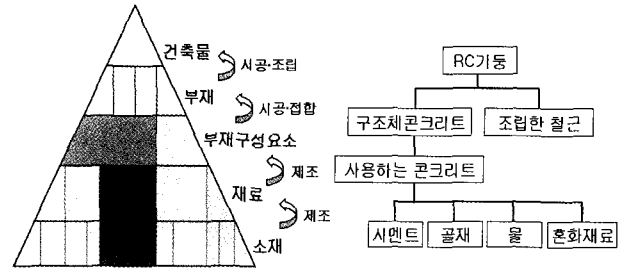 건축물
시공·조립
부재
시공·접합
부재구성요소
제조
재료
제조
소재
RC기둥
구조체콘크리트
조립한 철근
사용하는 콘크리트
시멘트
골재
물
혼화재료